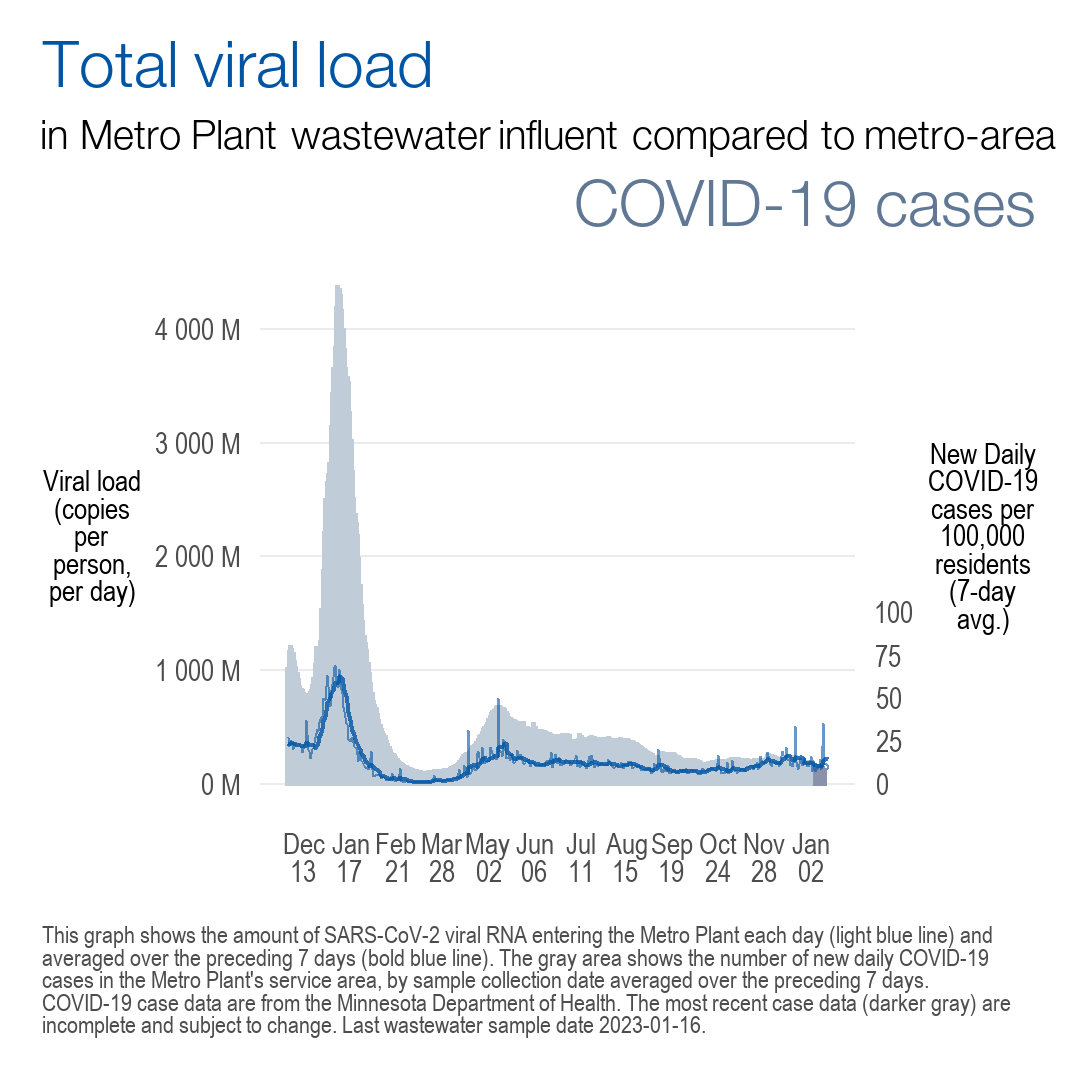 Total viral load
in Metro Plant wastewater influent compared to metro-area
COVID-19 cases
4 000 M
3 000 M
2 000 M
1 000 M
0 M
Viral load
(copies
per
person,
per day)
New Daily
COVID-19
cases per
100,000
residents
(7-day
avg.)
100
75
50
25
0
Dec Jan Feb Mar May Jun Jul Aug Sep Oct Nov Jan
13 17 21 28 02 06 11 15 19 24 28 02
This graph shows the amount of SARS-CoV-2 viral RNA entering the Metro Plant each day (light blue line) and
averaged over the preceding 7 days (bold blue line). The gray area shows the number of new daily COVID-19
cases in the Metro Plant's service area, by sample collection date averaged over the preceding 7 days.
COVID-19 case data are from the Minnesota Department of Health. The most recent case data (darker gray) are
incomplete and subject to change. Last wastewater sample date 2023-01-16.